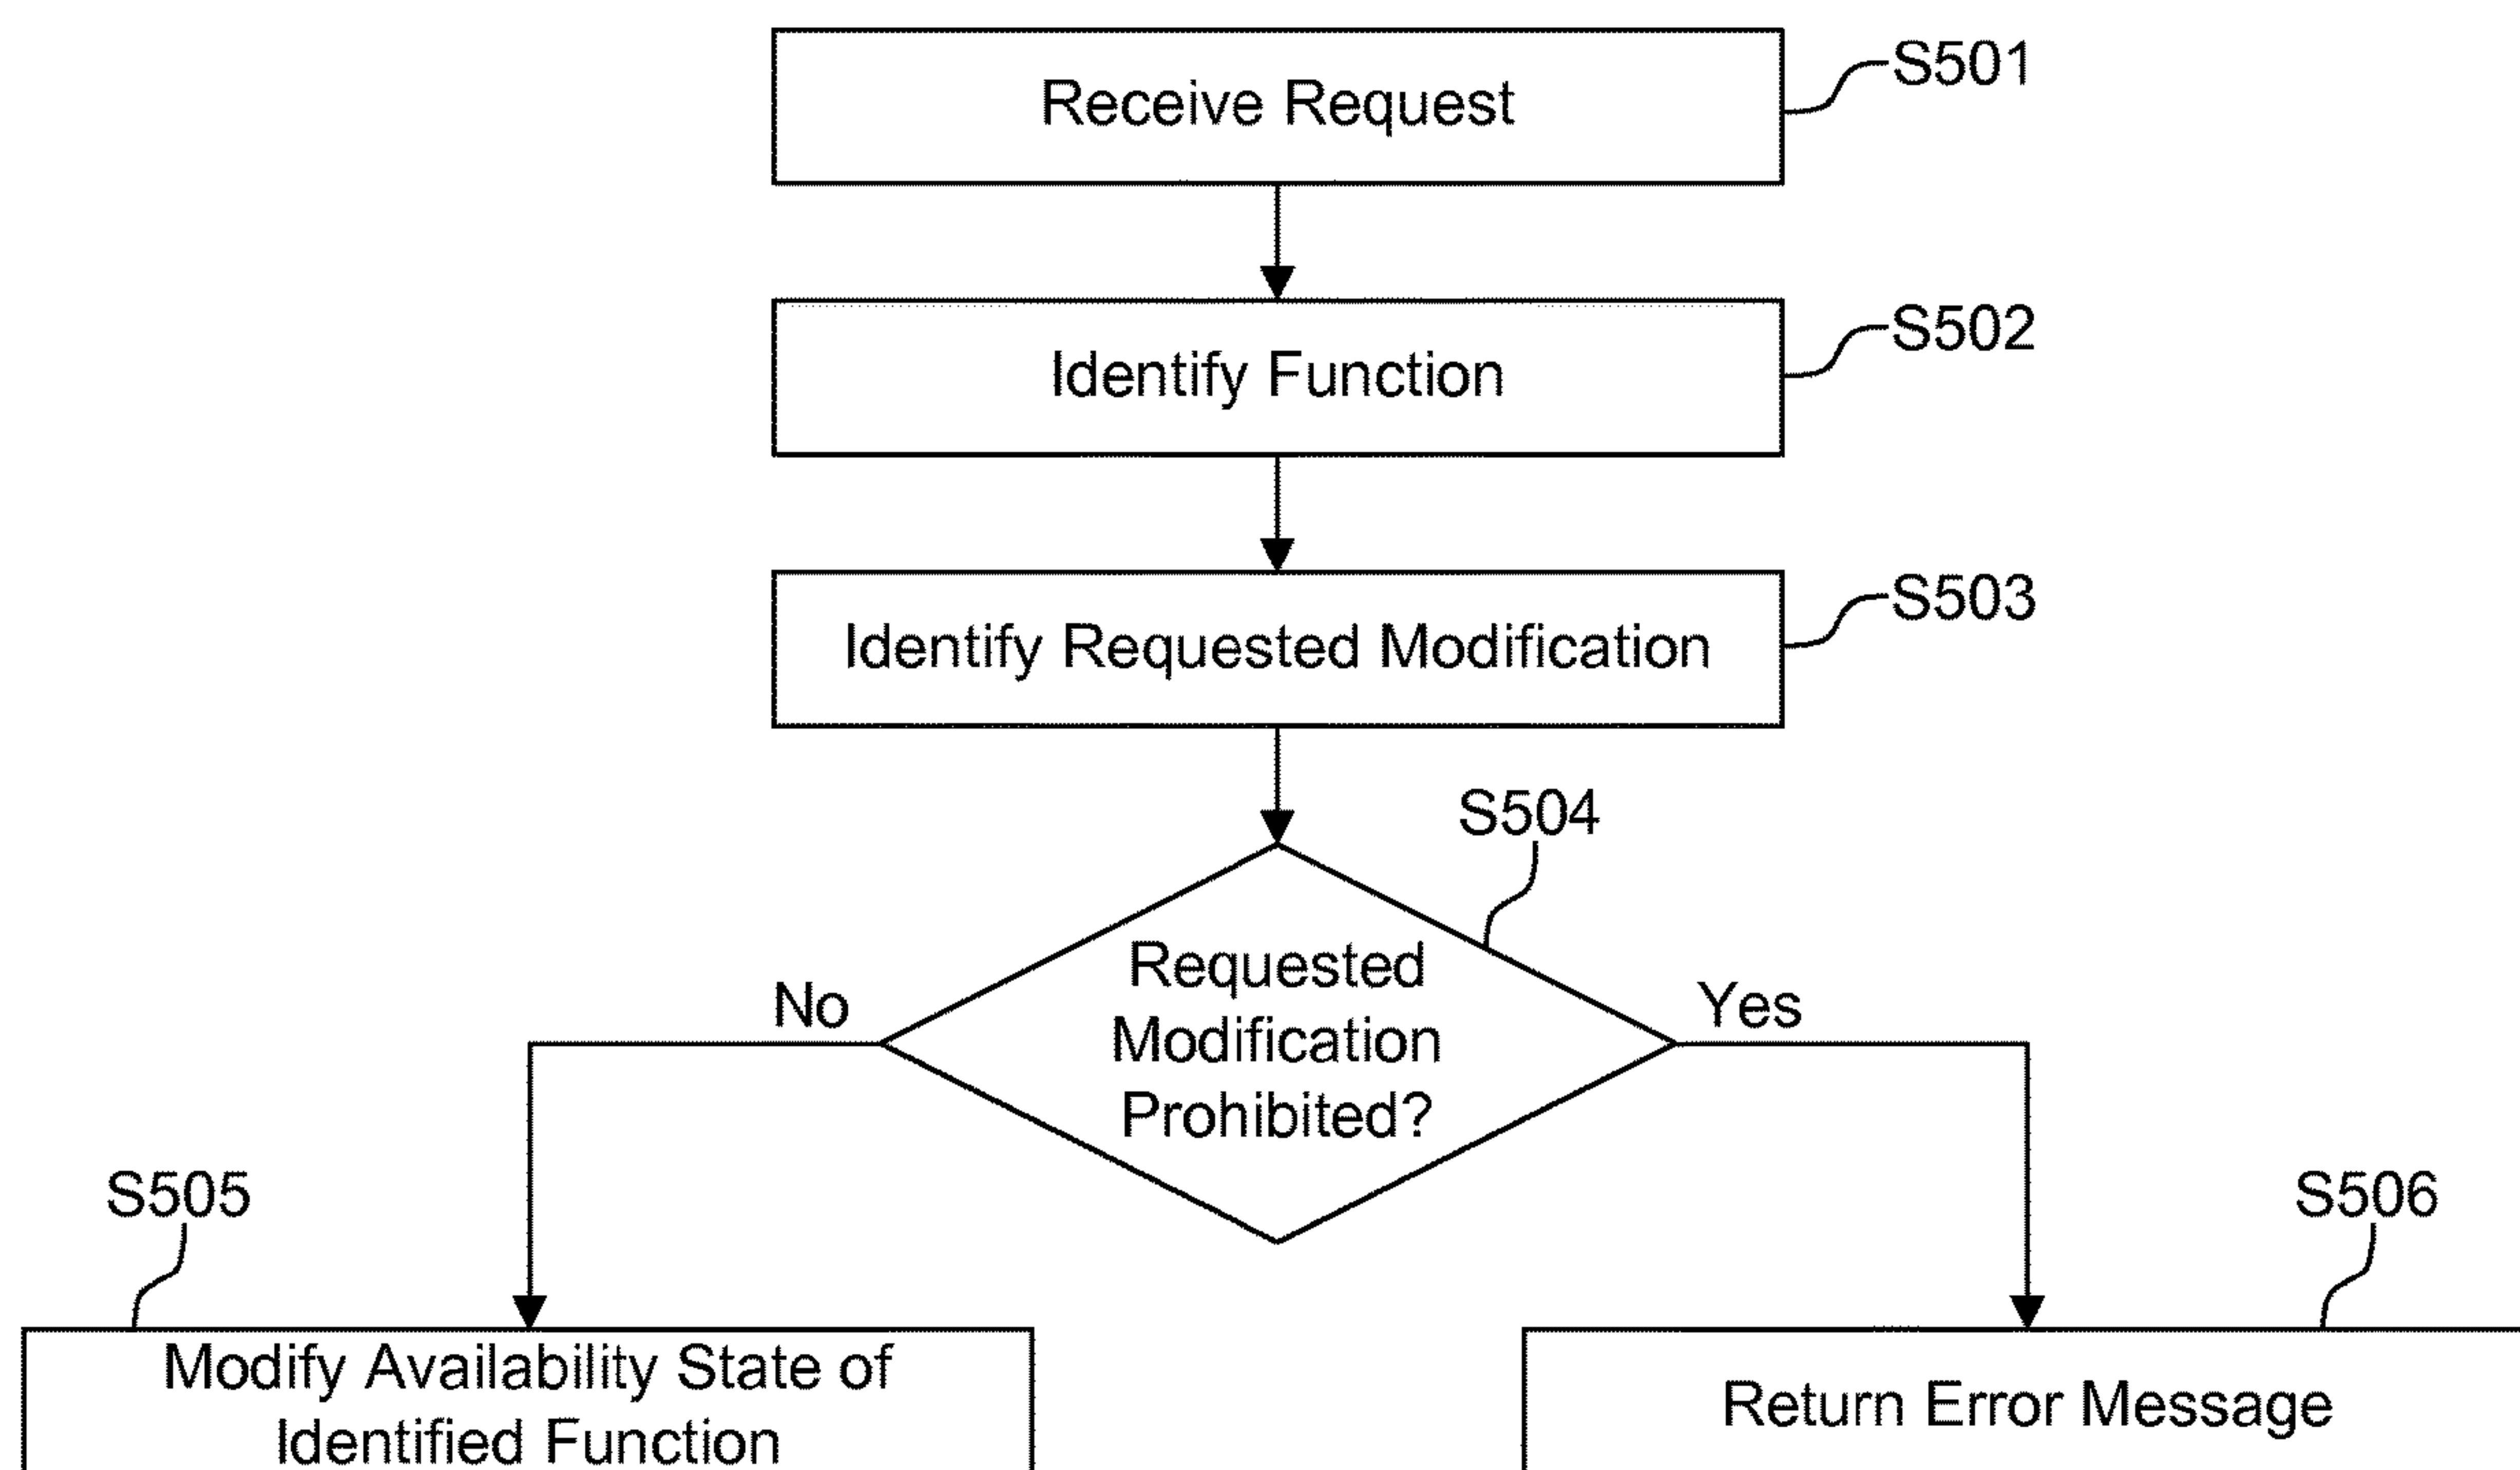 Receive Request
S501
Identify Function
S502
Identify Requested Modification
S503
S504
Requested
Modification
Prohibited?
No
Yes
S505
S506
Modify Availability State of
Identified Function
Return Error Message